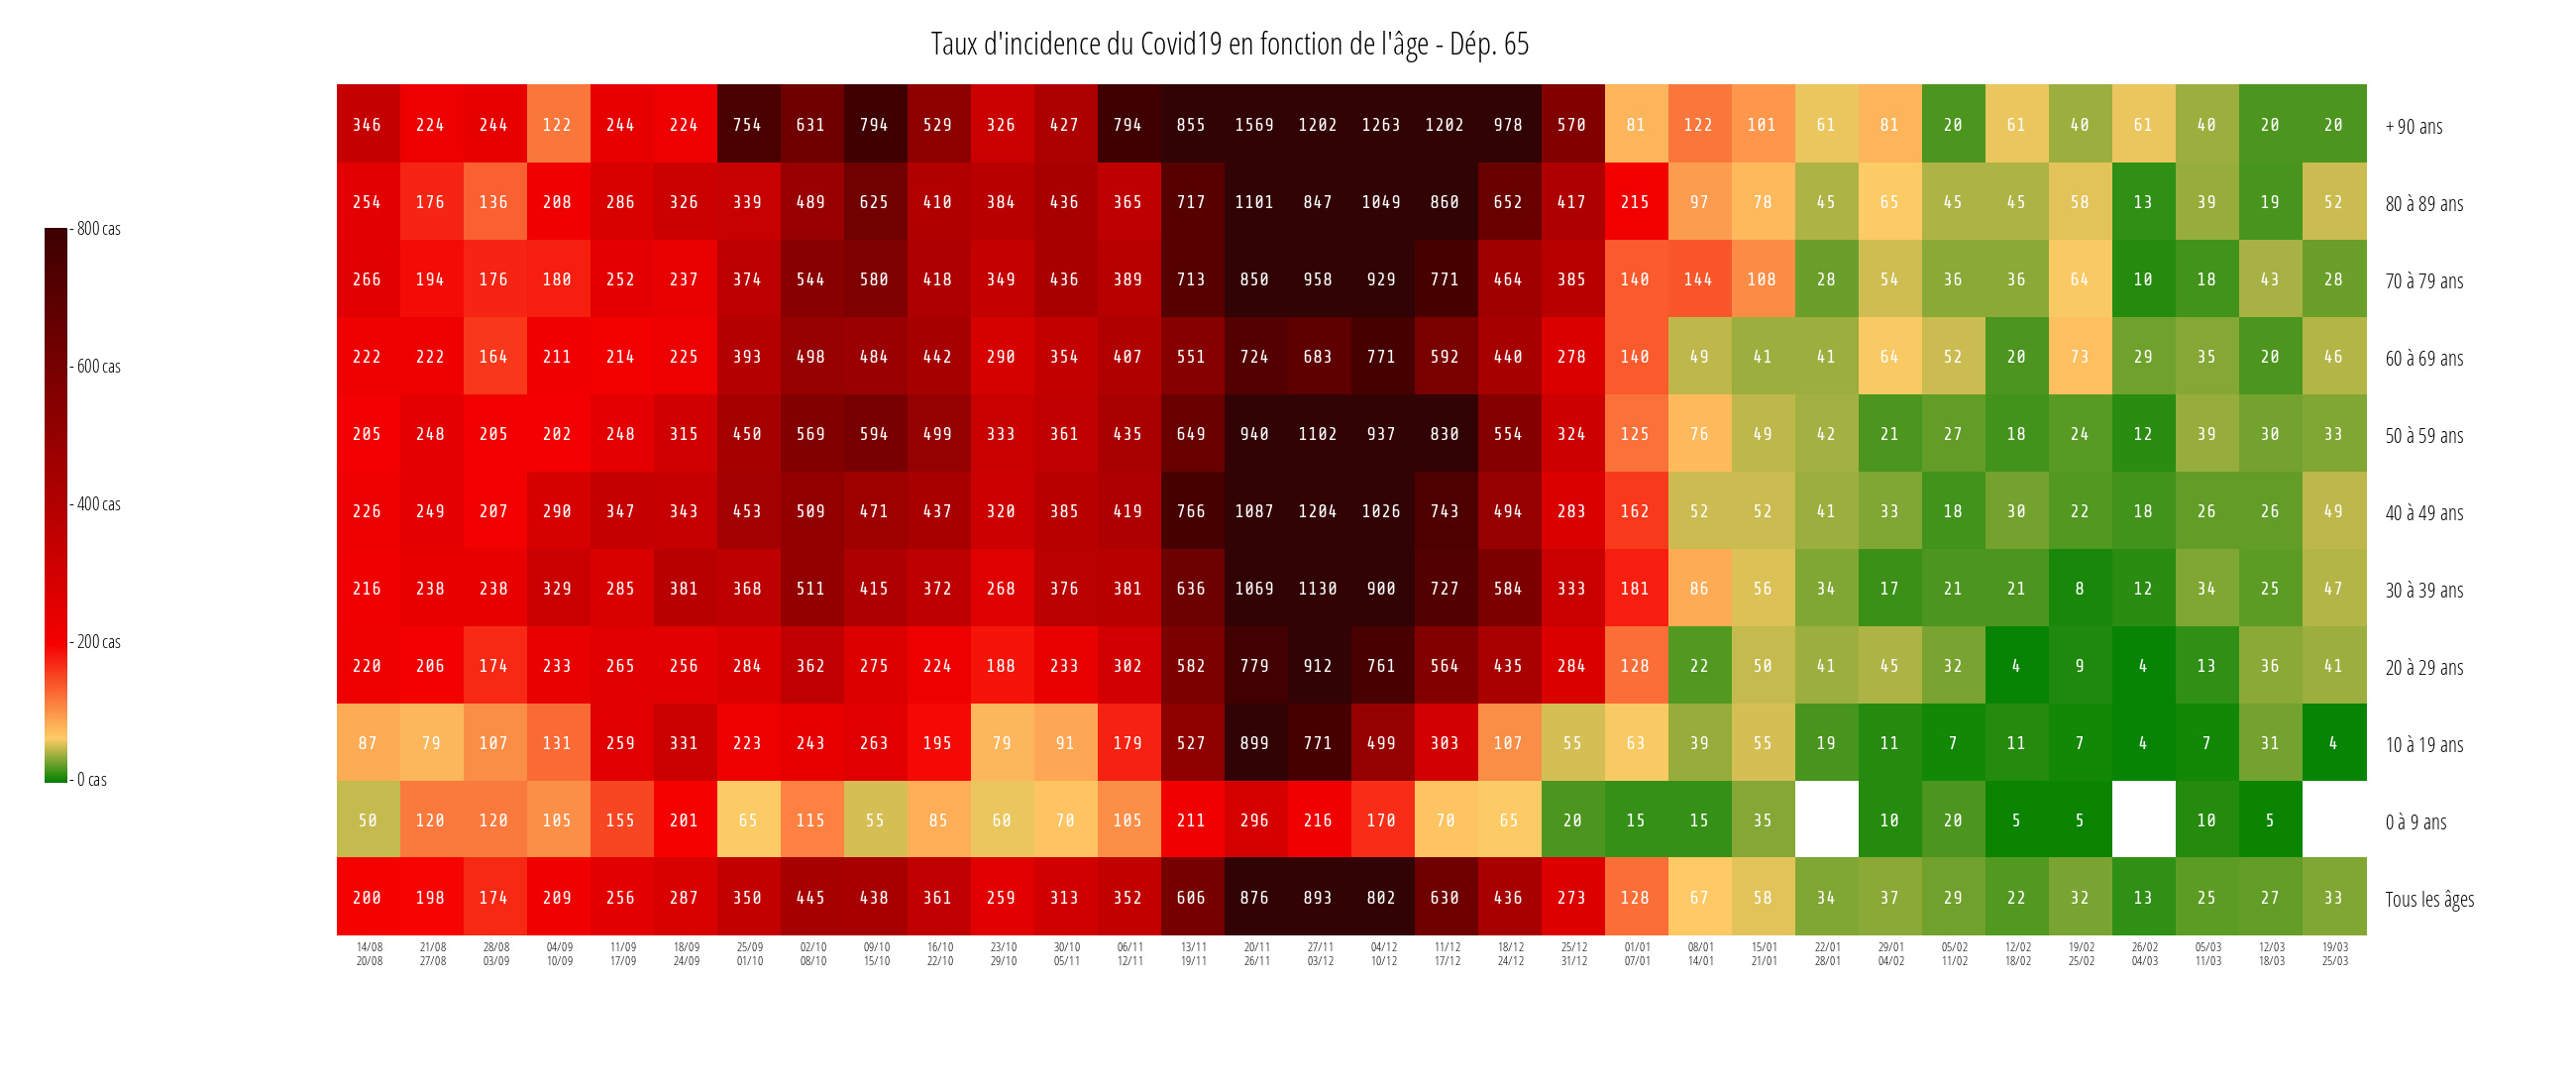 Taux d'incidence du Covid19 en fonction de l'âge - Dép. 65
- 800 cas
- 600 cas
- 400 cas
- 200 cas
- 0 cas
346 224 244 122 244 224 754 631 794 529 326 427 794 855 1569 1202 1263 1202 978 570 81 122 101 61 81 20 61 40 61 40 20 20 + 90 ans
254 176 136 208 286 326 339 489 625 410 384 436 365 717 1101 847 1049 860 652 417 215 97 78 45 65 45 45 58 13 39 19 52 80 à 89 ans
266 194 176 180 252 237 374 544 580 418 349 436 389 713 850 958 929 771 464 385 140 144 108 28 54 36 36 64 10 18 43 28 70 à 79 ans
222 222 164 211 214 225 393 498 484 442 290 354 407 551 724 683 771 592 440 278 140 49 41 41 64 52 20 73 29 35 20 46 60 à 69 ans
205 248 205 202 248 315 450 569 594 499 333 361 435 649 940 1102 937 830 554 324 125 76 49 42 21 27 18 24 12 39 30 33 50 à 59 ans
226 249 207 290 347 343 453 509 471 437 320 385 419 766 1087 1204 1026 743 494 283 162 52 52 41 33 18 30 22 18 26 26 49 40 à 49 ans
216 238 238 329 285 381 368 511 415 372 268 376 381 636 1069 1130 900 727 584 333 181 86 56 34 17 21 21 8 12 34 25 47 30 à 39 ans
220 206 174 233 265 256 284 362 275 224 188 233 302 582 779 912 761 564 435 284 128 22 50 41 45 32 4 9 4 13 36 41 20 à 29 ans
87 79 107 131 259 331 223 243 263 195 79 91 179 527 899 771 499 303 107 55 63 39 55 19 11 7 11 7 4 7 31 4 10 à 19 ans
50 120 120 105 155 201 65 115 55 85 60 70 105 211 296 216 170 70 65 20 15 15 35 10 20 5 5 10 5 0 à 9 ans
200 198 174 209 256 287 350 445 438 361 259 313 352 606 876 893 802 630 436 273 128 67 58 34 37 29 22 32 13 25 27 33 Tous les âges
14/08 21/08 28/08 04/09 11/09 18/09 25/09 02/10 09/10 16/10 23/10 30/10 06/11 13/11 20/11 27/11 04/12 11/12 18/12 25/12 01/01 08/01 15/01 22/01 29/01 05/02 12/02 19/02 26/02 05/03 12/03 19/03
20/08 27/08 03/09 10/09 17/09 24/09 01/10 08/10 15/10 22/10 29/10 05/11 12/11 19/11 26/11 03/12 10/12 17/12 24/12 31/12 07/01 14/01 21/01 28/01 04/02 11/02 18/02 25/02 04/03 11/03 18/03 25/03